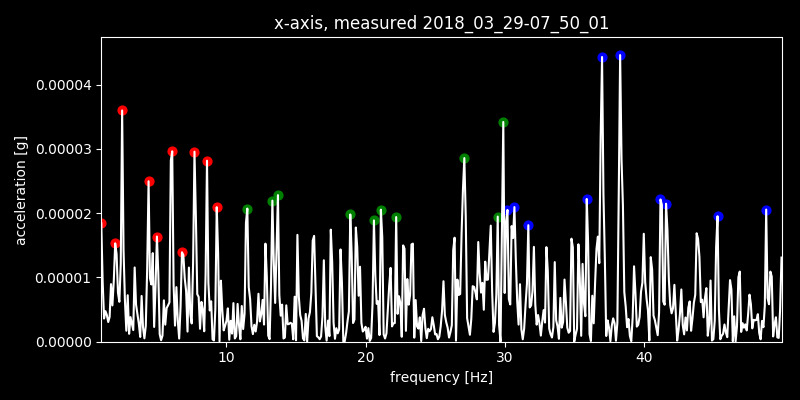 x-axis, measured 2018_03_29-07_50_01
acceleration [g]
0.00004
0.00003
0.00002
0.00001
0.00000
10 20 30 40
frequency [Hz]